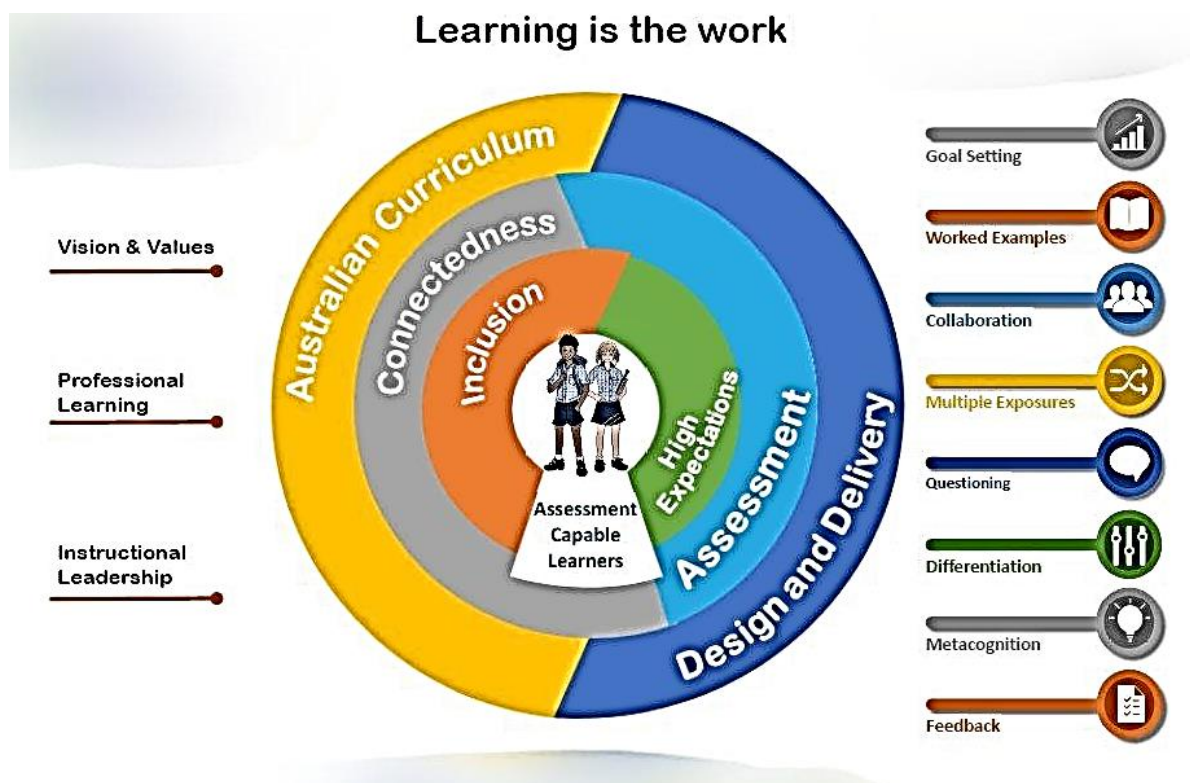 Learning is the work
Vision & Values
Professional
Learning
Instructional
Leadership
Australian Curriculum
Connectedness
Inclusion
High
Expectations
Assessment
Design and Delivery
Assessment
Capable
Learners
Goal Setting
Worked Examples
Collaboration
Multiple Exposures
Questioning
Differentiation
Metacognition
Feedback